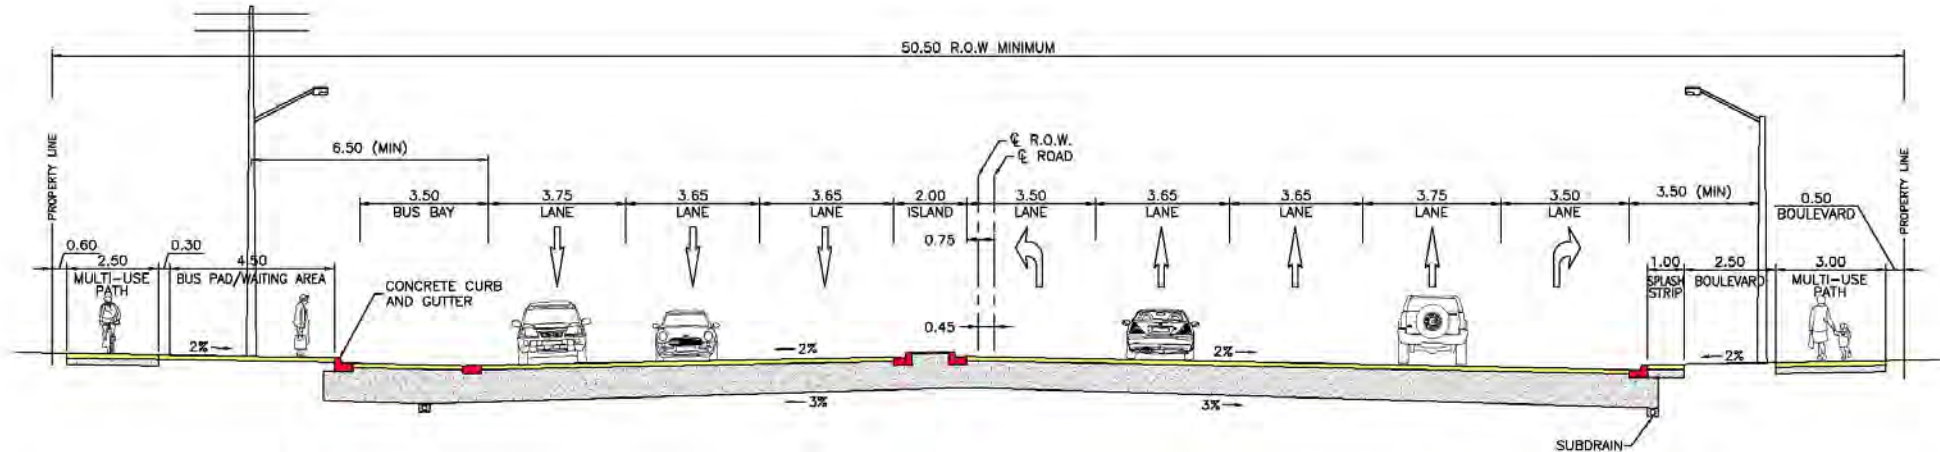 50.50 R.O.W MINIMUM
PROPERTY LINE
PROPERTY LINE
6.50 (MIN)
℄ R.O.W.
℄ ROAD
3.50
BUS BAY
3.75
LANE
3.65
LANE
3.65
LANE
2.00
ISLAND
3.50
LANE
3.65
LANE
3.65
LANE
3.75
LANE
3.50
LANE
3.50 (MIN)
0.50
BOULEVARD
0.75
0.60
2.50
MULTI-USE
PATH
0.30
4.50
BUS PAD/WAITING AREA
CONCRETE CURB
AND GUTTER
1.00
SPLASH
STRIP
2.50
BOULEVARD
3.00
MULTI-USE
PATH
0.45
2%
2%
2%
2%
3%
3%
SUBDRAIN